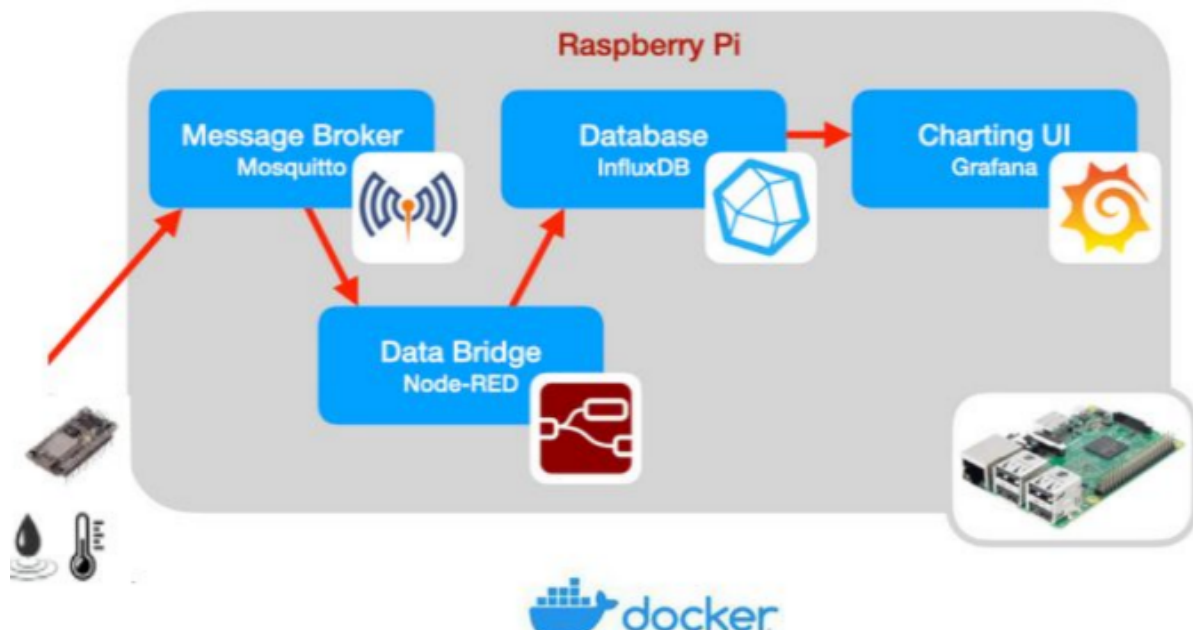 Raspberry Pi
Message Broker
Mosquitto
Database
InfluxDB
Charting UI
Grafana
Data Bridge
Node-RED
docker